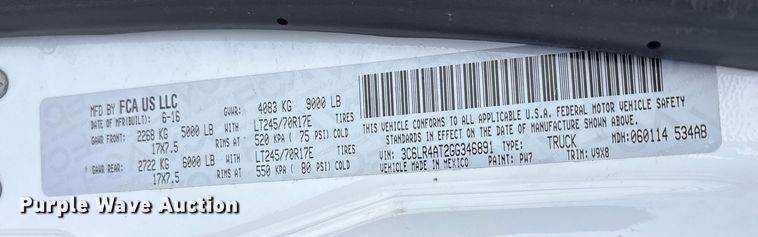 MFD BY FCA US LLC
DATE OF MFR(BUILT): 6-16 GVWR: 4083 KG 9000 LB
GAWR FRONT: 2268 KG 5000 LB WITH LT245/70R17E TIRES
17X7.5 RIMS AT 520 KPA ( 75 PSI) COLD
GAWR REAR: 2722 KG 6000 LB WITH LT245/70R17E TIRES
17X7.5 RIMS AT 550 KPA ( 80 PSI) COLD
THIS VEHICLE CONFORMS TO ALL APPLICABLE U.S.A. FEDERAL MOTOR VEHICLE SAFETY
STANDARDS IN EFFECT ON THE DATE OF MANUFACTURE SHOWN ABOVE.
VIN: 3C6LR4AT2GG346891 TYPE: TRUCK MDH:060114 534AB
MADE IN MEXICO PAINT: PW7 TRIM: V9X8
Purple Wave Auction